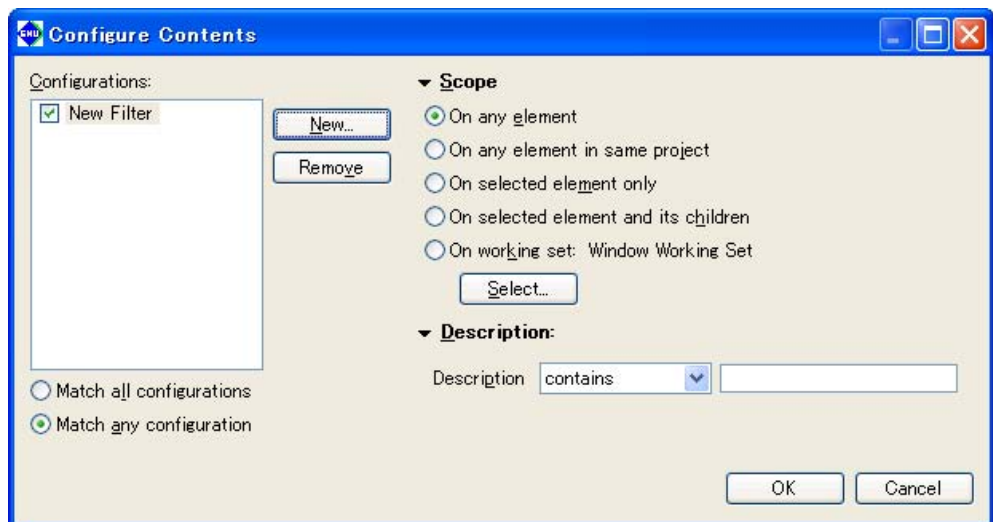 GNU Configure Contents
Configurations:
New Filter
New...
Remove
Match all configurations
Match any configuration
Scope
On any element
On any element in same project
On selected element only
On selected element and its children
On working set: Window Working Set
Select...
Description:
Description contains
OK Cancel